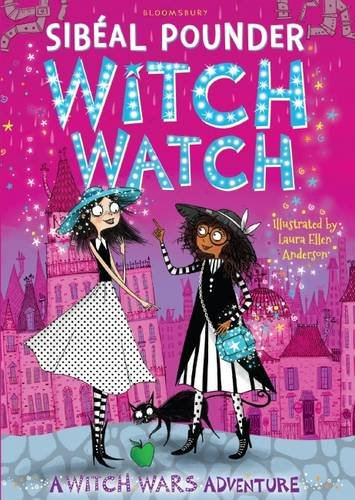 BLOOMSBURY
SIBÉAL POUNDER
WITCH
WATCH
Illustrated by
Laura Ellen
Anderson
A WITCH WARS ADVENTURE